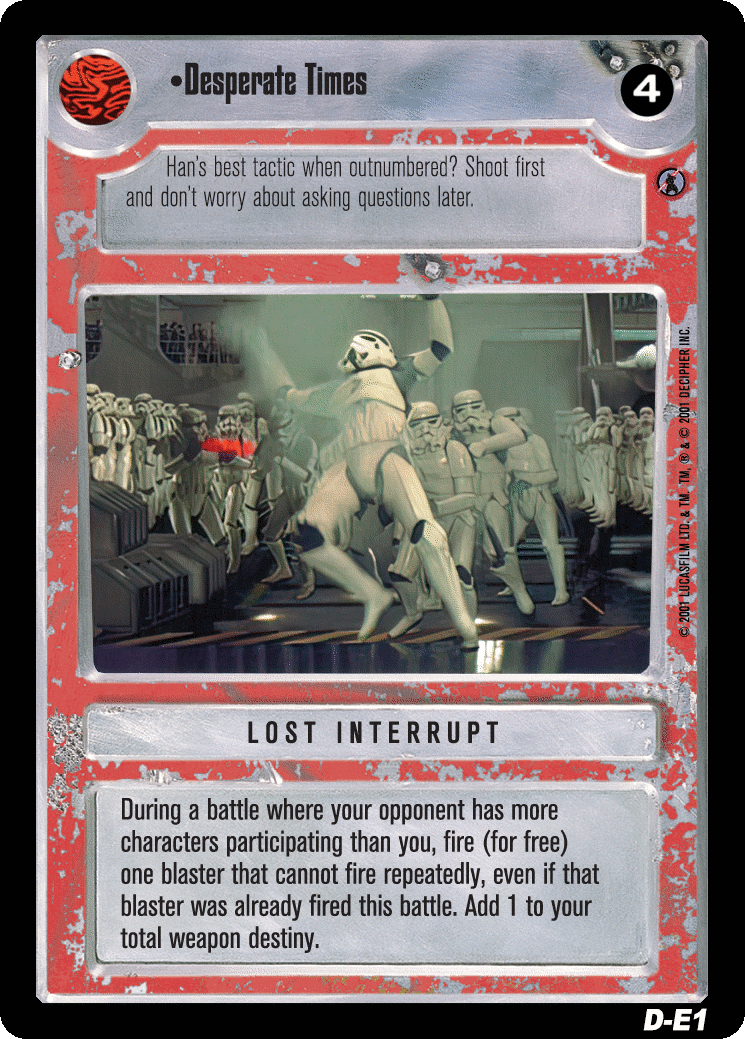 •Desperate Times
4
Han's best tactic when outnumbered? Shoot first
and don't worry about asking questions later.
© 2001 LUCASFILM LTD. & TM. TM, ® & © 2001 DECIPHER INC.
LOST INTERRUPT
During a battle where your opponent has more
characters participating than you, fire (for free)
one blaster that cannot fire repeatedly, even if that
blaster was already fired this battle. Add 1 to your
total weapon destiny.
D-E1